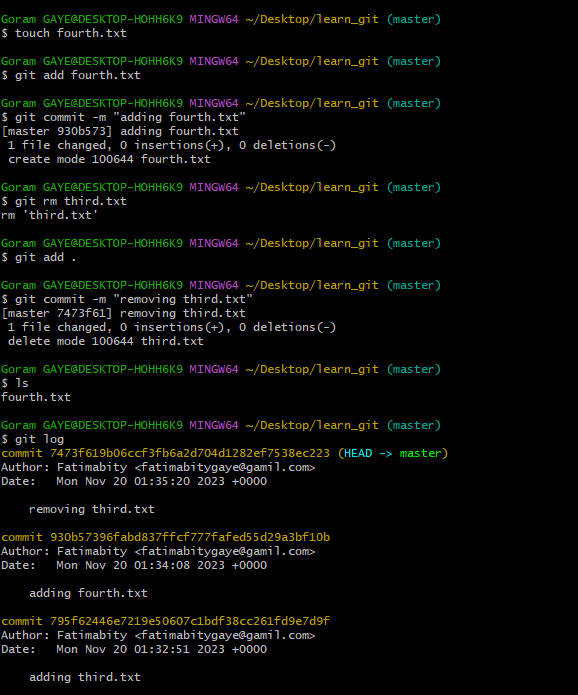 Goram GAYE@DESKTOP-HOHH6K9 MINGW64 ~/Desktop/learn_git (master)
$ touch fourth.txt
Goram GAYE@DESKTOP-HOHH6K9 MINGW64 ~/Desktop/learn_git (master)
$ git add fourth.txt
Goram GAYE@DESKTOP-HOHH6K9 MINGW64 ~/Desktop/learn_git (master)
$ git commit -m "adding fourth.txt"
[master 930b573] adding fourth.txt
 1 file changed, 0 insertions(+), 0 deletions(-)
 create mode 100644 fourth.txt
Goram GAYE@DESKTOP-HOHH6K9 MINGW64 ~/Desktop/learn_git (master)
$ git rm third.txt
rm 'third.txt'
Goram GAYE@DESKTOP-HOHH6K9 MINGW64 ~/Desktop/learn_git (master)
$ git add .
Goram GAYE@DESKTOP-HOHH6K9 MINGW64 ~/Desktop/learn_git (master)
$ git commit -m "removing third.txt"
[master 7473f61] removing third.txt
 1 file changed, 0 insertions(+), 0 deletions(-)
 delete mode 100644 third.txt
Goram GAYE@DESKTOP-HOHH6K9 MINGW64 ~/Desktop/learn_git (master)
$ ls
fourth.txt
Goram GAYE@DESKTOP-HOHH6K9 MINGW64 ~/Desktop/learn_git (master)
$ git log
commit 7473f619b06ccf3fb6a2d704d1282ef7538ec223 (HEAD -> master)
Author: Fatimabity <fatimabitygaye@gamil.com>
Date:   Mon Nov 20 01:35:20 2023 +0000
    removing third.txt
commit 930b57396fabd837ffcf777fafed55d29a3bf10b
Author: Fatimabity <fatimabitygaye@gamil.com>
Date:   Mon Nov 20 01:34:08 2023 +0000
    adding fourth.txt
commit 795f62446e7219e50607c1bdf38cc261fd9e7d9f
Author: Fatimabity <fatimabitygaye@gamil.com>
Date:   Mon Nov 20 01:32:51 2023 +0000
    adding third.txt